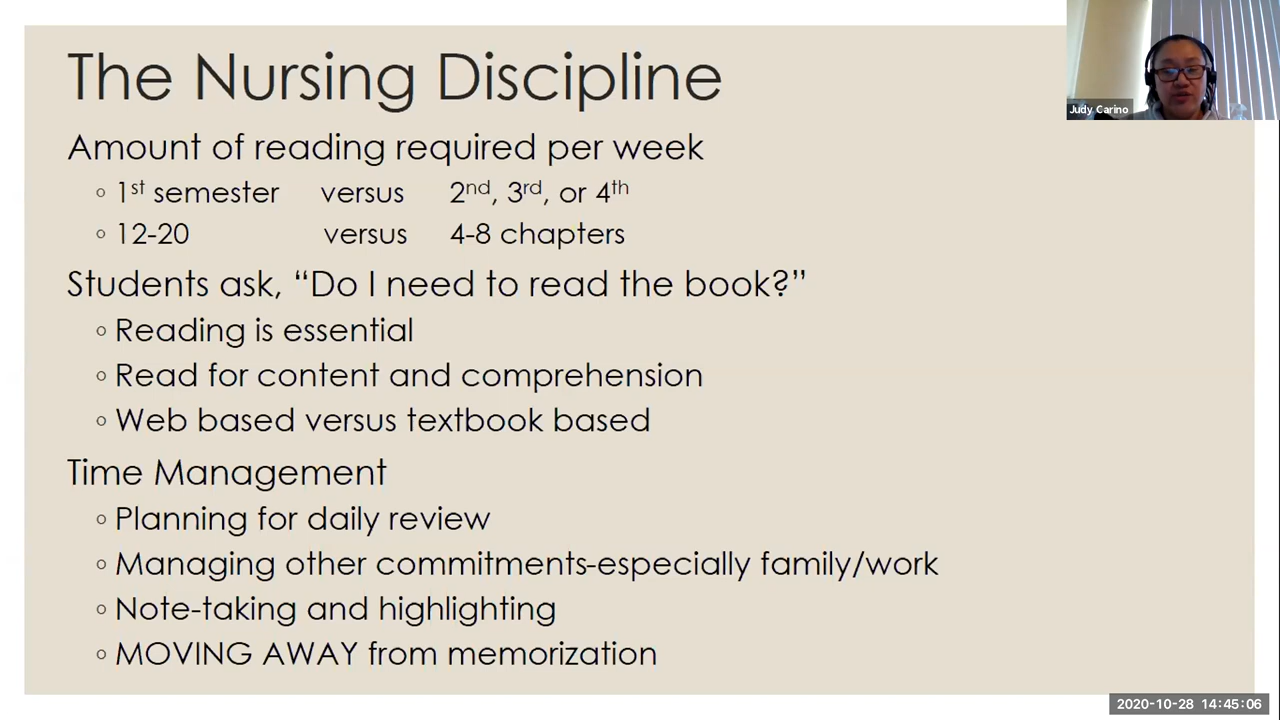 The Nursing Discipline
Judy Carino
Amount of reading required per week
◦ 1st semester versus 2nd, 3rd, or 4th
◦ 12-20 versus 4-8 chapters
Students ask, “Do I need to read the book?”
◦ Reading is essential
◦ Read for content and comprehension
◦ Web based versus textbook based
Time Management
◦ Planning for daily review
◦ Managing other commitments-especially family/work
◦ Note-taking and highlighting
◦ MOVING AWAY from memorization
2020-10-28 14:45:06